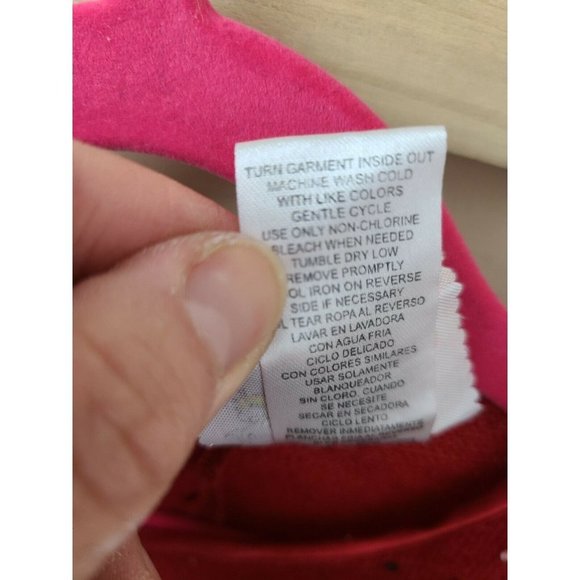 TURN GARMENT INSIDE OUT
MACHINE WASH COLD
WITH LIKE COLORS
GENTLE CYCLE
USE ONLY NON-CHLORINE
BLEACH WHEN NEEDED
TUMBLE DRY LOW
REMOVE PROMPTLY
OL IRON ON REVERSE
SIDE IF NECESSARY
TEAR ROPA AL REVERSO
LAVAR EN LAVADORA
CON AGUA FRIA
CICLO DELICADO
CON COLORES SIMILARES
USAR SOLAMENTE
BLANQUEADOR
SIN CLORO, CUANDO
SE NECESITE
SECAR EN SECADORA
CICLO LENTO
REMOVER INMEDIATAMENTE